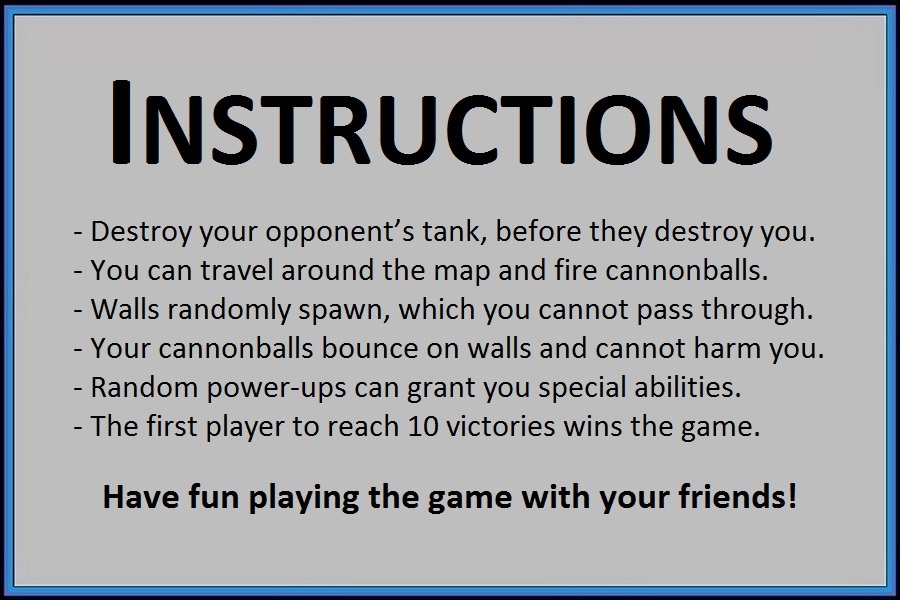 INSTRUCTIONS
- Destroy your opponent’s tank, before they destroy you.
- You can travel around the map and fire cannonballs.
- Walls randomly spawn, which you cannot pass through.
- Your cannonballs bounce on walls and cannot harm you.
- Random power-ups can grant you special abilities.
- The first player to reach 10 victories wins the game.
Have fun playing the game with your friends!